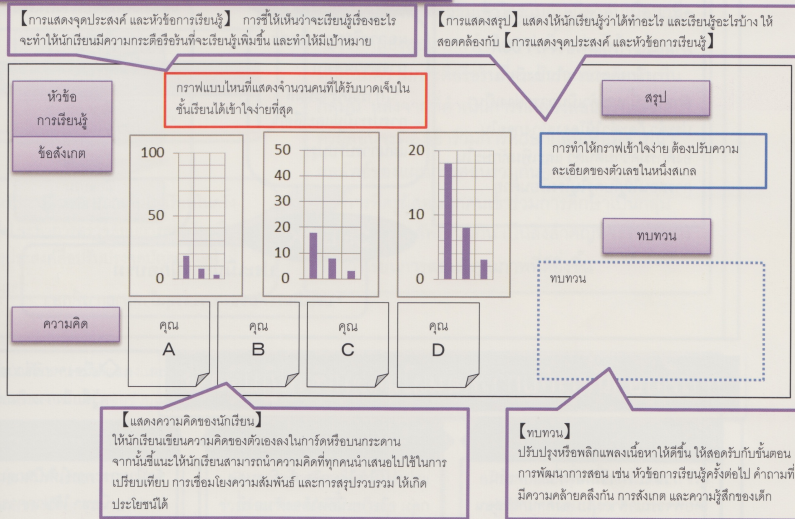 【การแสดงจุดประสงค์ และหัวข้อการเรียนรู้】 การชี้ให้เห็นว่าจะเรียนรู้เรื่องอะไร
จะทำให้นักเรียนมีความกระตือรือร้นที่จะเรียนรู้เพิ่มขึ้น และทำให้มีเป้าหมาย
【การแสดงสรุป】แสดงให้นักเรียนรู้ว่าได้ทำอะไร และเรียนรู้อะไรบ้าง ให้
สอดคล้องกับ【การแสดงจุดประสงค์ และหัวข้อการเรียนรู้】
หัวข้อ
การเรียนรู้
ข้อสังเกต
กราฟแบบไหนที่แสดงจำนวนคนที่ได้รับบาดเจ็บใน
ชั้นเรียนได้เข้าใจง่ายที่สุด
100
50
0
50
40
30
20
10
0
20
10
0
สรุป
การทำให้กราฟเข้าใจง่าย ต้องปรับความ
ละเอียดของตัวเลขในหนึ่งสเกล
ทบทวน
ทบทวน
ความคิด
คุณ
A
คุณ
B
คุณ
C
คุณ
D
【แสดงความคิดของนักเรียน】
ให้นักเรียนเขียนความคิดของตัวเองลงในการ์ดหรือบนกระดาน
จากนั้นชี้แนะให้นักเรียนสามารถนำความคิดที่ทุกคนนำเสนอไปใช้ในการ
เปรียบเทียบ การเชื่อมโยงความสัมพันธ์ และการสรุปรวบรวม ให้เกิด
ประโยชน์ได้
【ทบทวน】
ปรับปรุงหรือพลิกแพลงเนื้อหาให้ดีขึ้น ให้สอดรับกับขั้นตอน
การพัฒนาการสอน เช่น หัวข้อการเรียนรู้ครั้งต่อไป คำถามที่
มีความคล้ายคลึงกัน การสังเกต และความรู้สึกของเด็ก